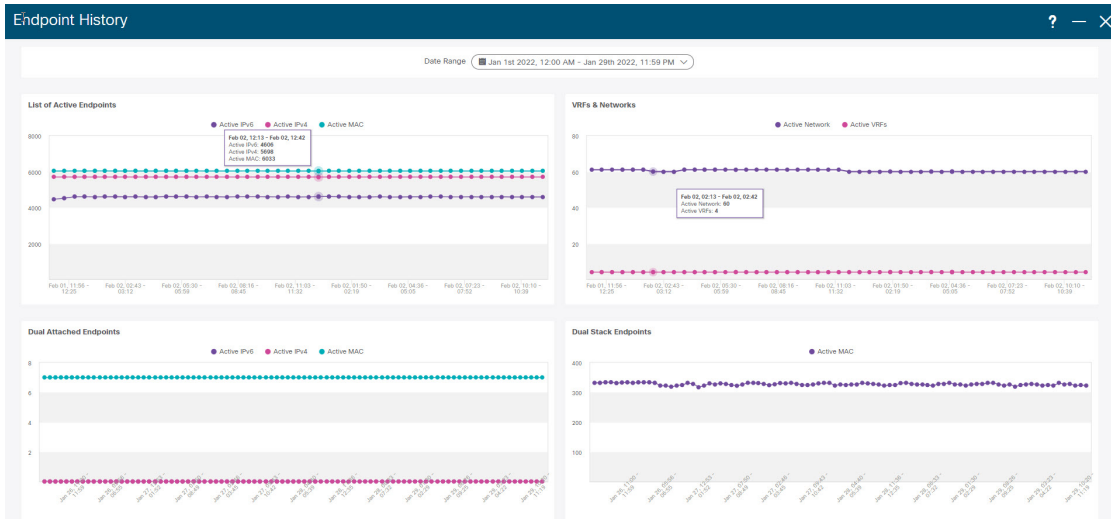 Endpoint History
?
Date Range Jan 1st 2022, 12:00 AM – Jan 29th 2022, 11:59 PM
List of Active Endpoints
Active IPv6 Active IPv4 Active MAC
Feb 02, 12:13 - Feb 02, 12:42
Active IPv6: 4606
Active IPv4: 5698
Active MAC: 6033
8000
6000
4000
2000
Feb 01, 11:56 - 12:25
Feb 02, 02:43 - 03:12
Feb 02, 05:30 - 05:59
Feb 02, 08:16 - 08:45
Feb 02, 11:03 - 11:32
Feb 02, 01:50 - 02:19
Feb 02, 04:36 - 05:05
Feb 02, 07:23 - 07:52
Feb 02, 10:10 - 10:39
VRFs & Networks
Active Network Active VRFs
80
60
40
20
Feb 02, 02:13 - Feb 02, 02:42
Active Network: 60
Active VRFs: 4
Feb 01, 11:56 - 12:25
Feb 02, 02:43 - 03:12
Feb 02, 05:30 - 05:59
Feb 02, 08:16 - 08:45
Feb 02, 11:03 - 11:32
Feb 02, 01:50 - 02:19
Feb 02, 04:36 - 05:05
Feb 02, 07:23 - 07:52
Feb 02, 10:10 - 10:39
Dual Attached Endpoints
Active IPv6 Active IPv4 Active MAC
8
6
4
2
Dual Stack Endpoints
Active MAC
400
300
200
100